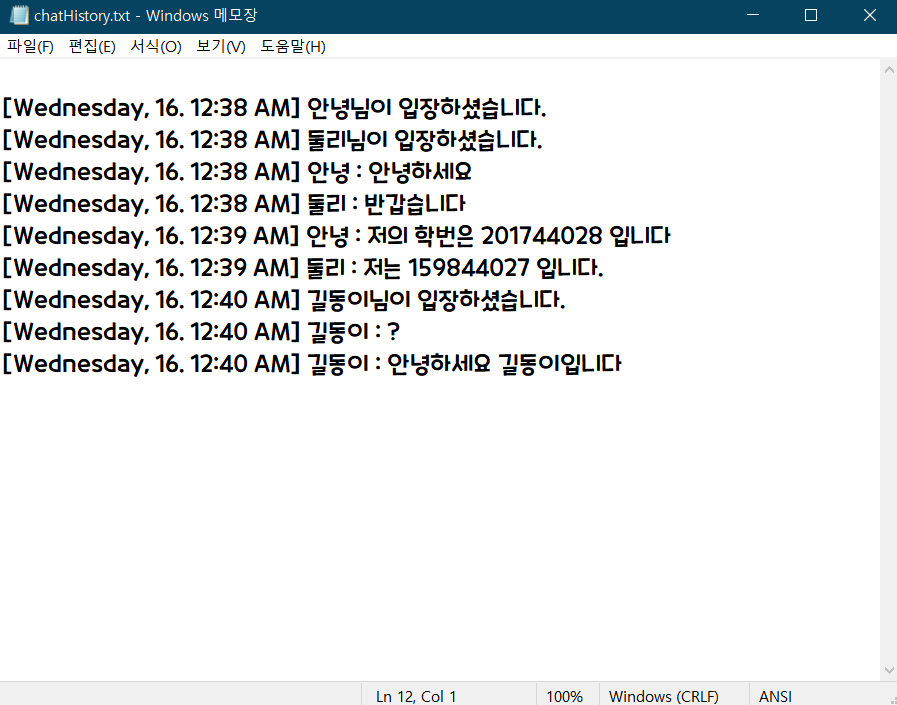 chatHistory.txt - Windows 메모장
파일(F) 편집(E) 서식(O) 보기(V) 도움말(H)
[Wednesday, 16. 12:38 AM] 안녕님이 입장하셨습니다.
[Wednesday, 16. 12:38 AM] 둘리님이 입장하셨습니다.
[Wednesday, 16. 12:38 AM] 안녕 : 안녕하세요
[Wednesday, 16. 12:38 AM] 둘리 : 반갑습니다
[Wednesday, 16. 12:39 AM] 안녕 : 저의 학번은 201744028 입니다
[Wednesday, 16. 12:39 AM] 둘리 : 저는 159844027 입니다.
[Wednesday, 16. 12:40 AM] 길동이님이 입장하셨습니다.
[Wednesday, 16. 12:40 AM] 길동이 : ?
[Wednesday, 16. 12:40 AM] 길동이 : 안녕하세요 길동이입니다
Ln 12, Col 1 100% Windows (CRLF) ANSI